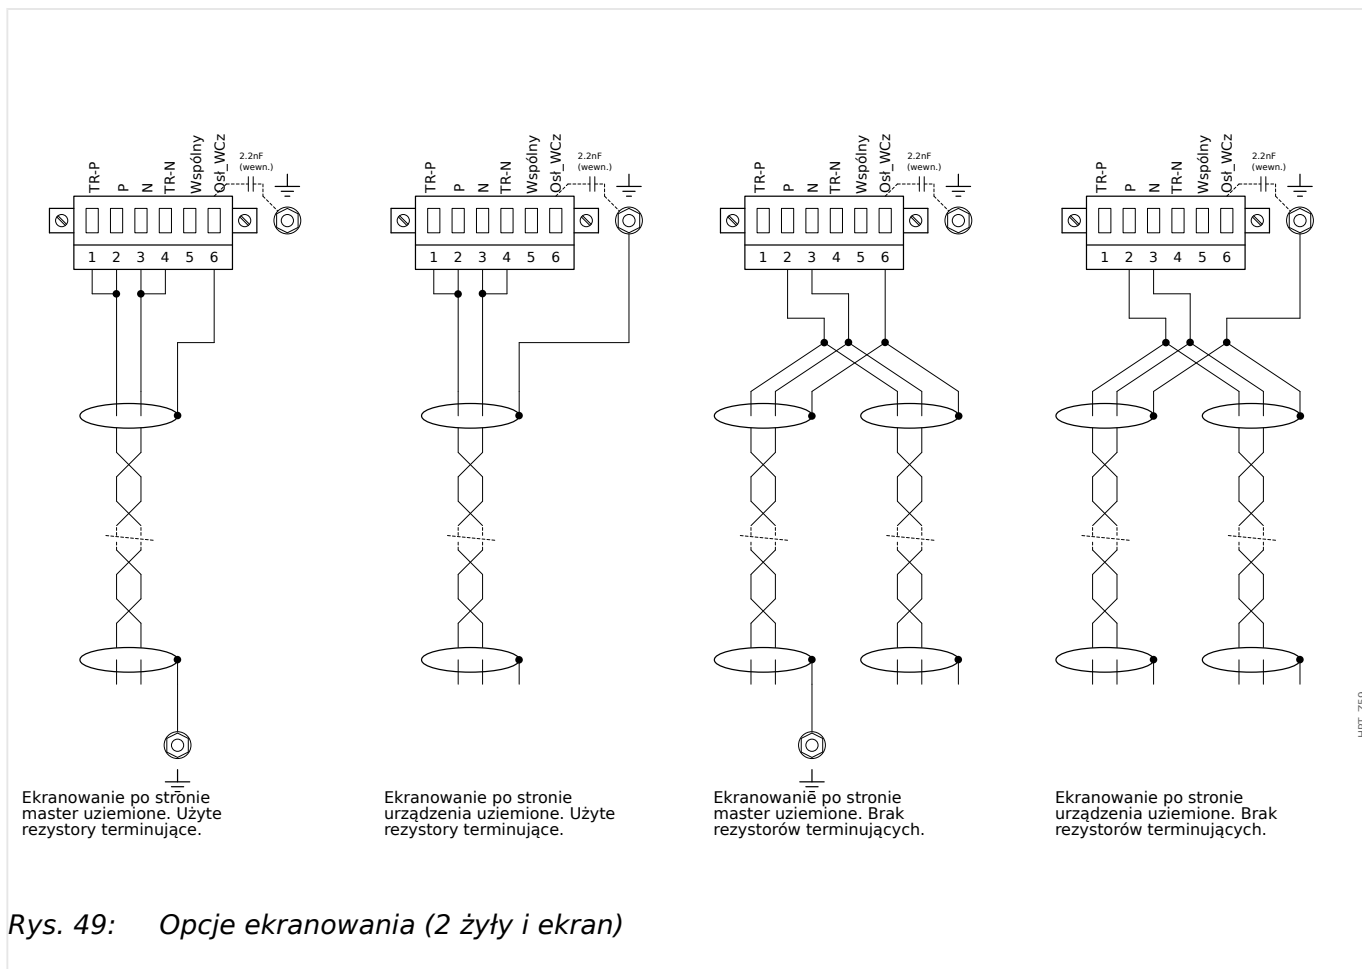 TR-P
P
N
TR-N
Wspólny
Osł_WCz
2.2nF
(wewn.)
1 2 3 4 5 6
TR-P
P
N
TR-N
Wspólny
Osł_WCz
2.2nF
(wewn.)
1 2 3 4 5 6
TR-P
P
N
TR-N
Wspólny
Osł_WCz
2.2nF
(wewn.)
1 2 3 4 5 6
TR-P
P
N
TR-N
Wspólny
Osł_WCz
2.2nF
(wewn.)
1 2 3 4 5 6
Ekranowanie po stronie
master uziemione. Użyte
rezystory terminujące.
Ekranowanie po stronie
urządzenia uziemione. Użyte
rezystory terminujące.
Ekranowanie po stronie
master uziemione. Brak
rezystorów terminujących.
Ekranowanie po stronie
urządzenia uziemione. Brak
rezystorów terminujących.
Rys. 49: Opcje ekranowania (2 żyły i ekran)